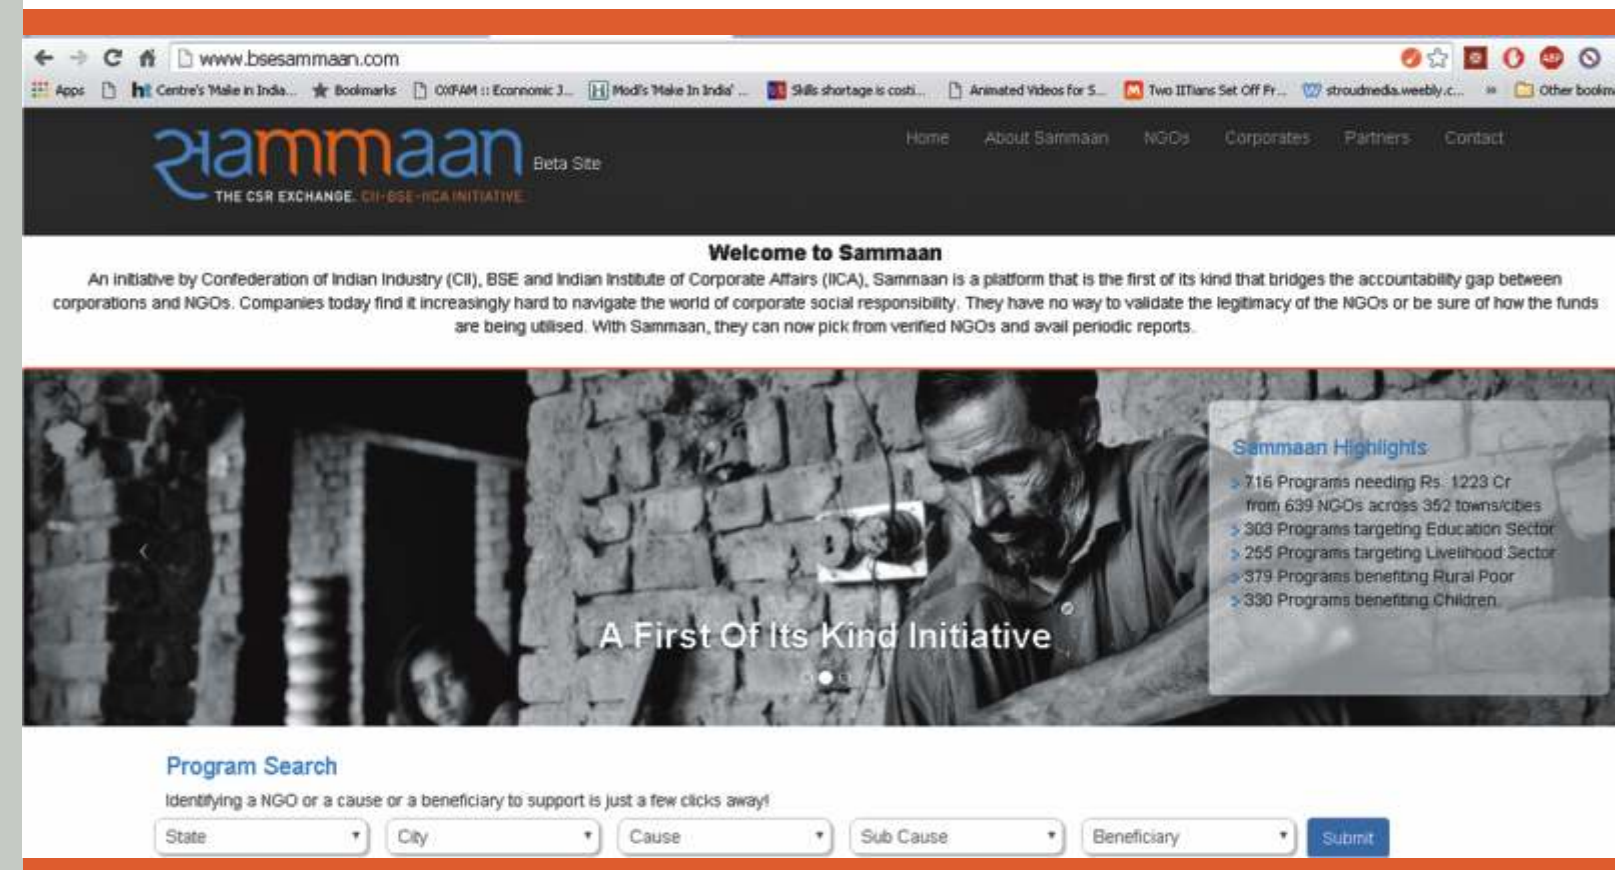 www.bsesammaan.com
Apps
ht Centre's 'Make in India... Bookmarks OXFAM :: Econnomic J... H Modi's 'Make In India' ... Skills shortage is costi... Animated Videos for S... Two IITians Set Off Fr... stroudmedia.weebly.c... » Other bookm
સammaan Beta Site
Home About Sammaan NGOs Corporates Partners Contact
THE CSR EXCHANGE. CII-BSE-IICA INITIATIVE.
Welcome to Sammaan
An initiative by Confederation of Indian Industry (CII), BSE and Indian Institute of Corporate Affairs (IICA), Sammaan is a platform that is the first of its kind that bridges the accountability gap between
corporations and NGOs. Companies today find it increasingly hard to navigate the world of corporate social responsibility. They have no way to validate the legitimacy of the NGOs or be sure of how the funds
are being utilised. With Sammaan, they can now pick from verified NGOs and avail periodic reports.
Sammaan Highlights
> 716 Programs needing Rs. 1223 Cr
from 639 NGOs across 352 towns/cities
> 303 Programs targeting Education Sector
> 255 Programs targeting Livelihood Sector
> 379 Programs benefiting Rural Poor
> 330 Programs benefiting Children.
A First Of Its Kind Initiative
Program Search
Identifying a NGO or a cause or a beneficiary to support is just a few clicks away!
State City Cause Sub Cause Beneficiary Submit